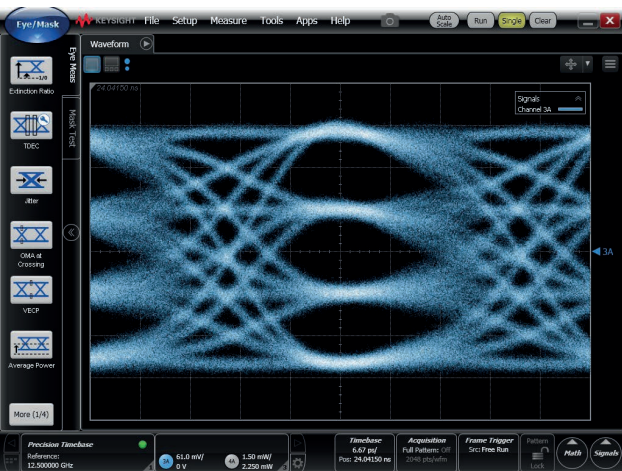 Eye/Mask
KEYSIGHT File Setup Measure Tools Apps Help
Auto Scale
Run
Single
Clear
Waveform
Eye Meas
Mask Test
Extinction Ratio
TDEC
Jitter
OMA at
Crossing
VECP
Average Power
More (1/4)
24.04150 ns
Signals
Channel 3A
3A
Precision Timebase
Reference:
12.500000 GHz
3A
61.0 mV/
0 V
4A
1.50 mW/
2.250 mW
Timebase
6.67 ps/
Pos: 24.04150 ns
Acquisition
Full Pattern: Off
2048 pts/wfm
Frame Trigger
Src: Free Run
Pattern
Lock
Math
Signals